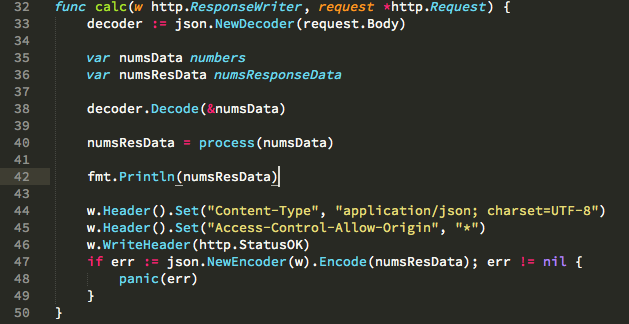 32 func calc(w http.ResponseWriter, request *http.Request) {
33     decoder := json.NewDecoder(request.Body)
34
35     var numsData numbers
36     var numsResData numsResponseData
37
38     decoder.Decode(&numsData)
39
40     numsResData = process(numsData)
41
42     fmt.Println(numsResData)
43
44     w.Header().Set("Content-Type", "application/json; charset=UTF-8")
45     w.Header().Set("Access-Control-Allow-Origin", "*")
46     w.WriteHeader(http.StatusOK)
47     if err := json.NewEncoder(w).Encode(numsResData); err != nil {
48         panic(err)
49     }
50 }